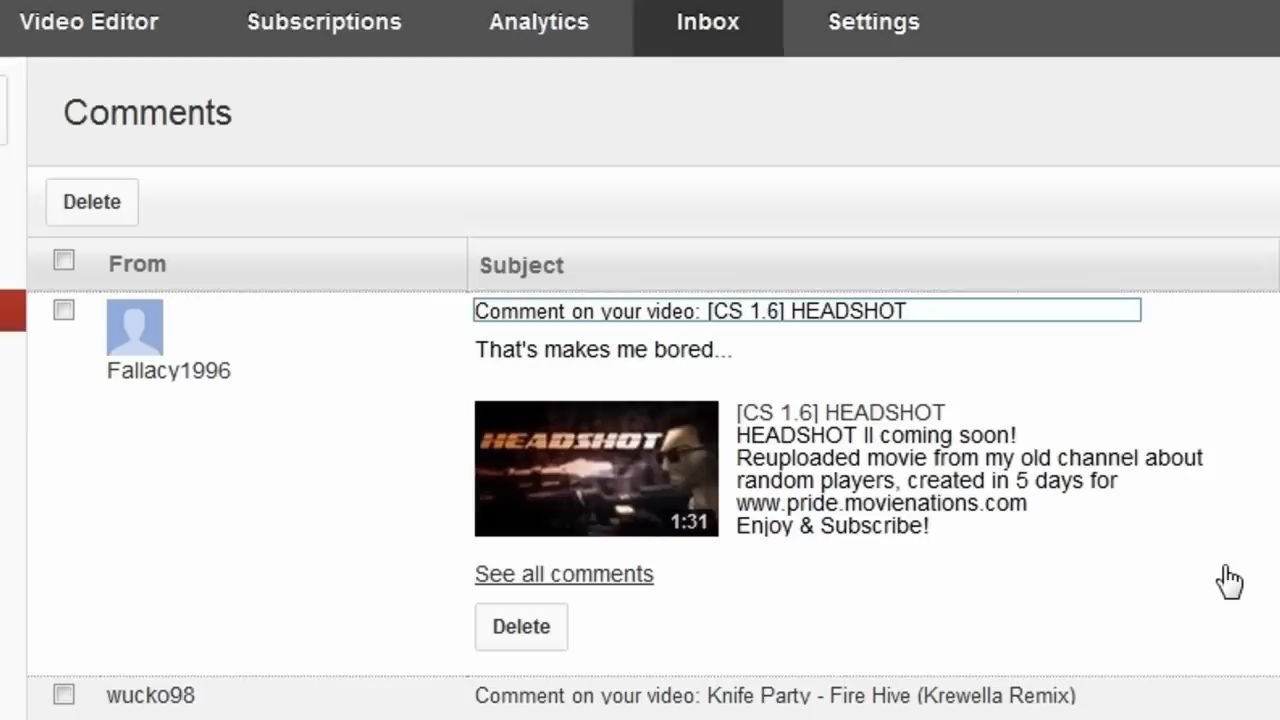 Video Editor Subscriptions Analytics Inbox Settings
Comments
Delete
From Subject
Comment on your video: [CS 1.6] HEADSHOT
That's makes me bored...
Fallacy1996
HEADSHOT
1:31
[CS 1.6] HEADSHOT
HEADSHOT II coming soon!
Reuploaded movie from my old channel about
random players, created in 5 days for
www.pride.movienations.com
Enjoy & Subscribe!
See all comments
Delete
wucko98 Comment on your video: Knife Party - Fire Hive (Krewella Remix)